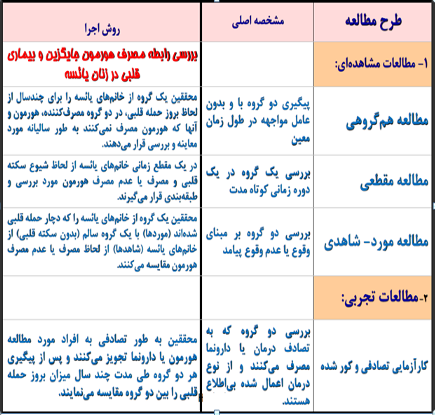 طرح مطالعه
مشخصه اصلی
روش اجرا
۱- مطالعات مشاهده‌ای:
بررسی رابطه مصرف هورمون جایگزین و بیماری
قلبی در زنان یائسه
مطالعه هم‌گروهی
پیگیری دو گروه با و بدون
عامل مواجهه در طول زمان
معین
محققین یک گروه از خانم‌های یائسه را برای چندسال از
لحاظ بروز حمله قلبی، در دو گروه مصرف‌کننده، هورمون و
آنها که هورمون مصرف نمی‌کنند به طور سالیانه مورد
معاینه و بررسی قرار می‌دهند.
مطالعه مقطعی
بررسی یک گروه در یک
دوره زمانی کوتاه مدت
در یک مقطع زمانی خانم‌های یائسه از لحاظ شیوع سکته
قلبی و مصرف یا عدم مصرف هورمون مورد بررسی و
طبقه‌بندی قرار می‌گیرند.
مطالعه مورد- شاهدی
بررسی دو گروه بر مبنای
وقوع یا عدم وقوع پیامد
محققین یک گروه از خانم‌های یائسه را که دچار حمله قلبی
شده‌اند (موردها) با یک گروه سالم (بدون سکته قلبی) از
خانم‌های یائسه (شاهدها) از لحاظ مصرف یا عدم مصرف
هورمون مقایسه می‌کنند.
۲- مطالعات تجربی:
کارآزمایی تصادفی و کور شده
بررسی دو گروه که به
تصادف درمان یا دارونما
مصرف می‌کنند و از نوع
درمان اعمال شده بی‌اطلاع
هستند.
محققین به طور تصادفی به افراد مورد مطالعه
هورمون یا دارونما تجویز می‌کنند و پس از پیگیری
هر دو گروه طی مدت چند سال میزان بروز حمله
قلبی را بین دو گروه مقایسه می‌نمایند.